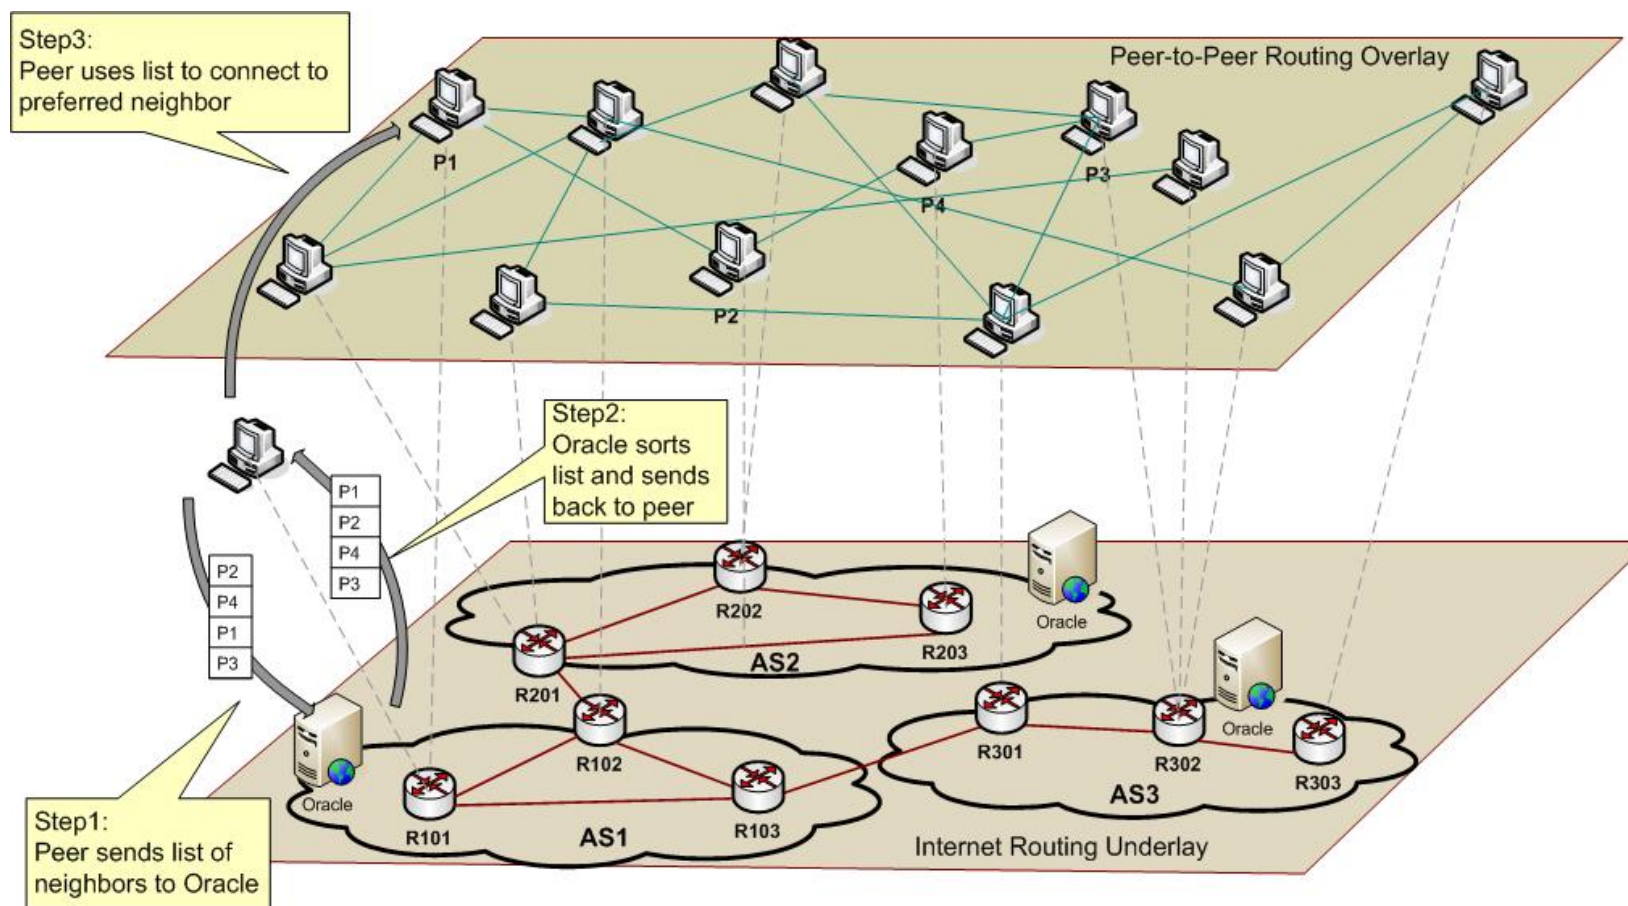 Step3:
Peer uses list to connect to
preferred neighbor
Peer-to-Peer Routing Overlay
P1
P3
P4
P2
Step2:
Oracle sorts
list and sends
back to peer
P1
P2
P4
P3
P2
P4
P1
P3
R202
R203
Oracle
AS2
R201
Oracle
R301
R302
R303
AS3
R102
R101
R103
Oracle
AS1
Internet Routing Underlay
Step1:
Peer sends list of
neighbors to Oracle